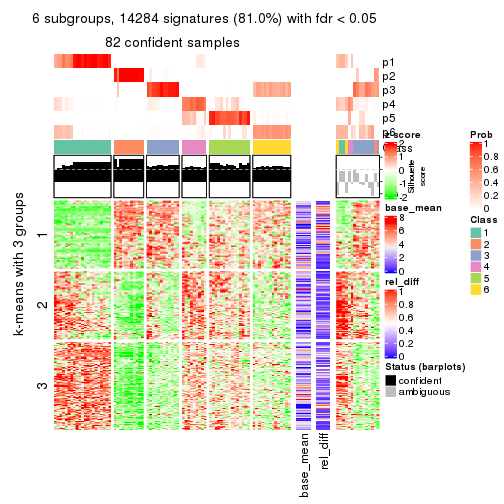 6 subgroups, 14284 signatures (81.0%) with fdr < 0.05
82 confident samples
p1
p2
p3
p4
p5
p6
Class
z-score
2
1
0
-1
-2
Silhouette
score
Prob
1
0.8
0.6
0.4
0.2
0
base_mean
8
6
4
2
0
Class
1
2
3
4
5
6
rel_diff
1
0.8
0.6
0.4
0.2
0
Status (barplots)
confident
ambiguous
k-means with 3 groups
1
2
3
base_mean
rel_diff